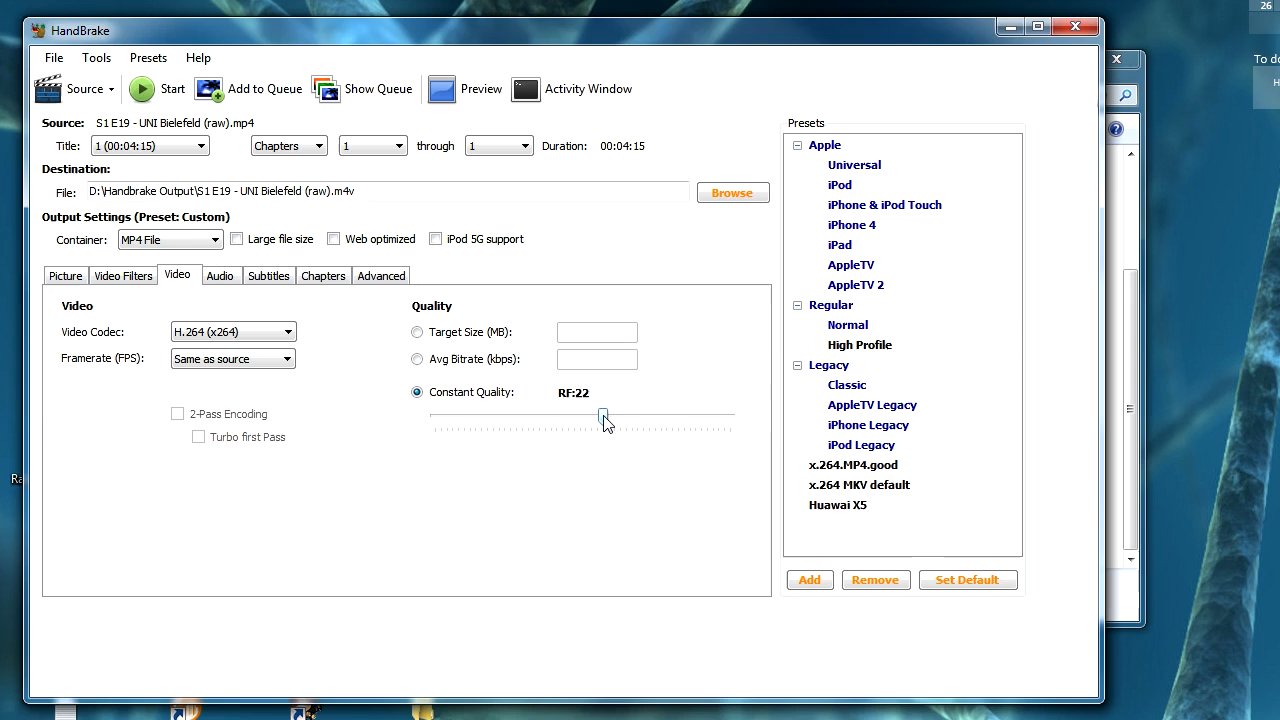 HandBrake
26
File Tools Presets Help
To do
Source Start Add to Queue Show Queue Preview Activity Window
Source: S1 E19 - UNI Bielefeld (raw).mp4
Presets
Title: 1 (00:04:15) Chapters 1 through 1 Duration: 00:04:15
Apple
Universal
Destination:
iPod
File: D:\Handbrake Output\S1 E19 - UNI Bielefeld (raw).m4v Browse
iPhone & iPod Touch
Output Settings (Preset: Custom)
iPhone 4
Container: MP4 File Large file size Web optimized iPod 5G support
iPad
AppleTV
Picture Video Filters Video Audio Subtitles Chapters Advanced
AppleTV 2
Video Quality
Regular
Video Codec: H.264 (x264) Target Size (MB):
Normal
High Profile
Framerate (FPS): Same as source Avg Bitrate (kbps):
Legacy
Classic
Constant Quality: RF:22
AppleTV Legacy
2-Pass Encoding
iPhone Legacy
Turbo first Pass
iPod Legacy
x.264.MP4.good
x.264 MKV default
Huawai X5
Add Remove Set Default